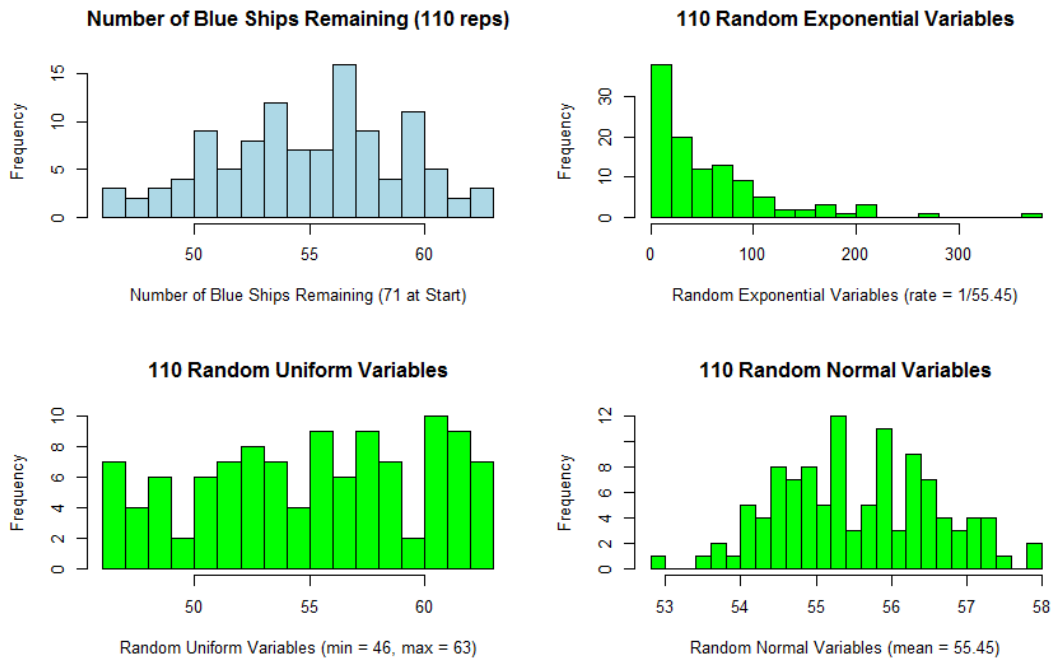 Number of Blue Ships Remaining (110 reps)
Frequency
0 5 10 15
50 55 60
Number of Blue Ships Remaining (71 at Start)
110 Random Exponential Variables
Frequency
0 10 20 30
0 100 200 300
Random Exponential Variables (rate = 1/55.45)
110 Random Uniform Variables
Frequency
0 2 4 6 8 10
50 55 60
Random Uniform Variables (min = 46, max = 63)
110 Random Normal Variables
Frequency
0 2 4 6 8 12
53 54 55 56 57 58
Random Normal Variables (mean = 55.45)